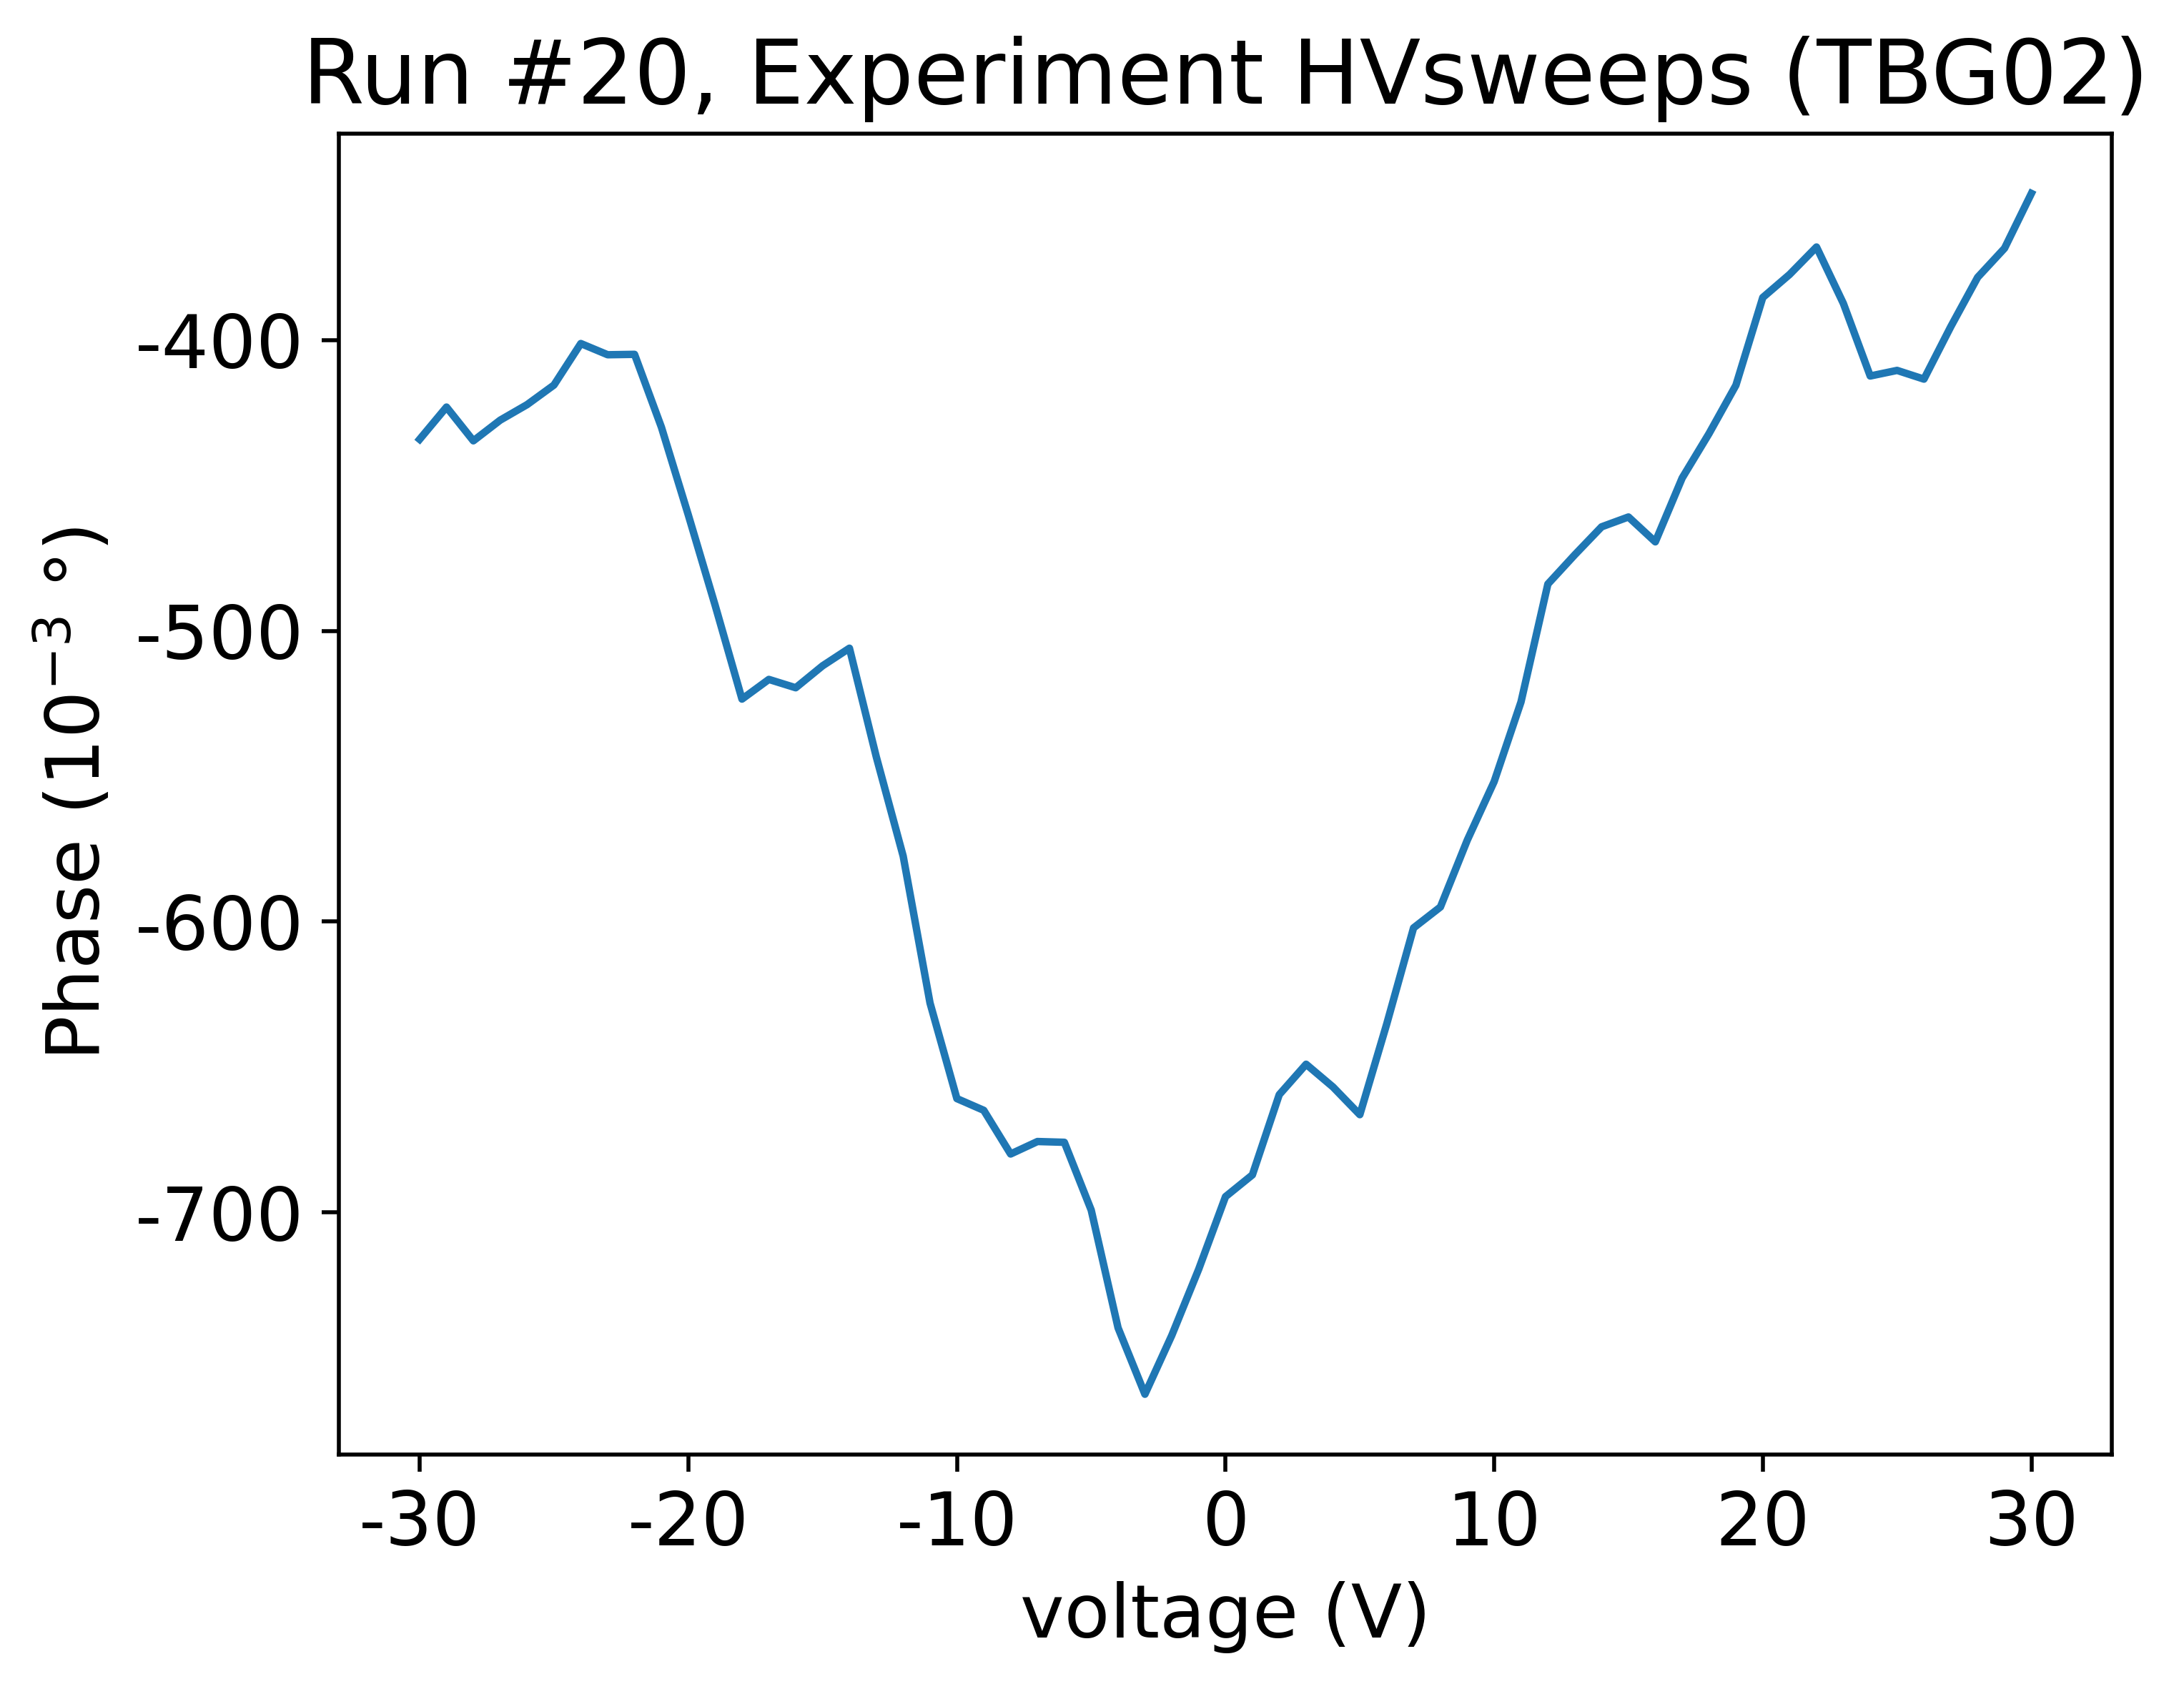 Run #20, Experiment HVsweeps (TBG02)
Phase (10⁻³ °)
-400
-500
-600
-700
-30 -20 -10 0 10 20 30
voltage (V)